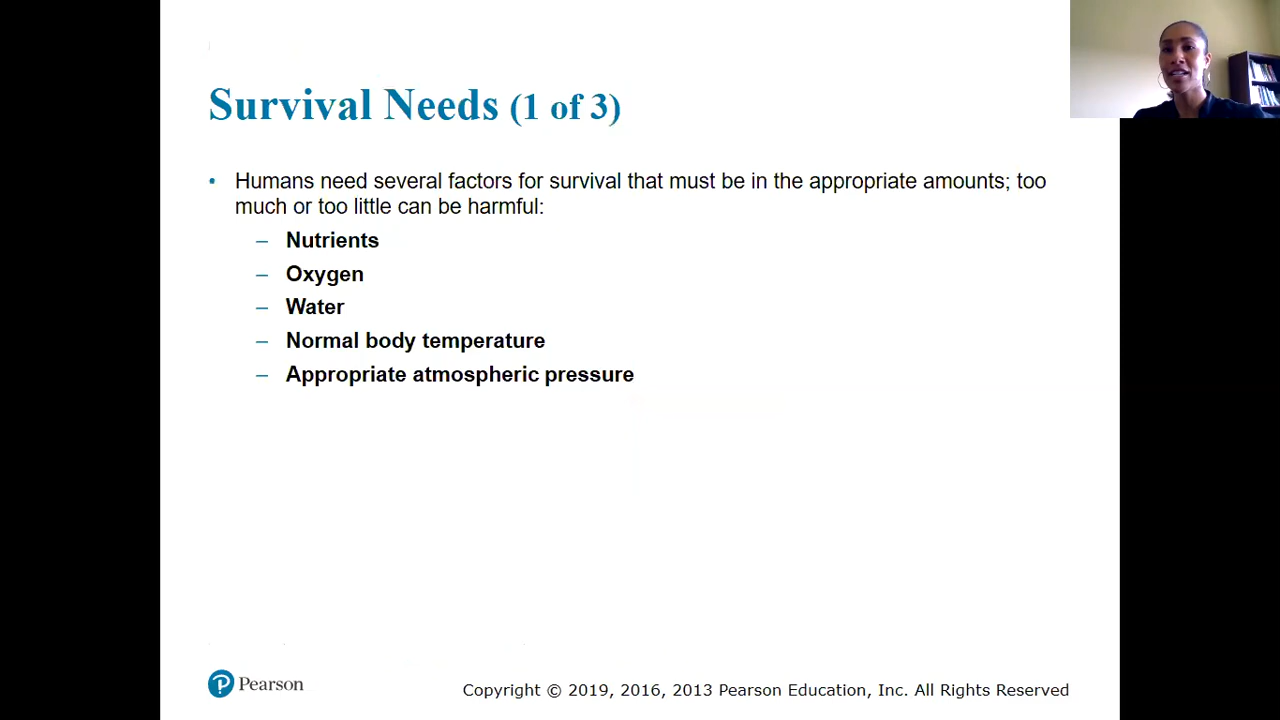 Survival Needs (1 of 3)
• Humans need several factors for survival that must be in the appropriate amounts; too
much or too little can be harmful:
– Nutrients
– Oxygen
– Water
– Normal body temperature
– Appropriate atmospheric pressure
Pearson
Copyright © 2019, 2016, 2013 Pearson Education, Inc. All Rights Reserved